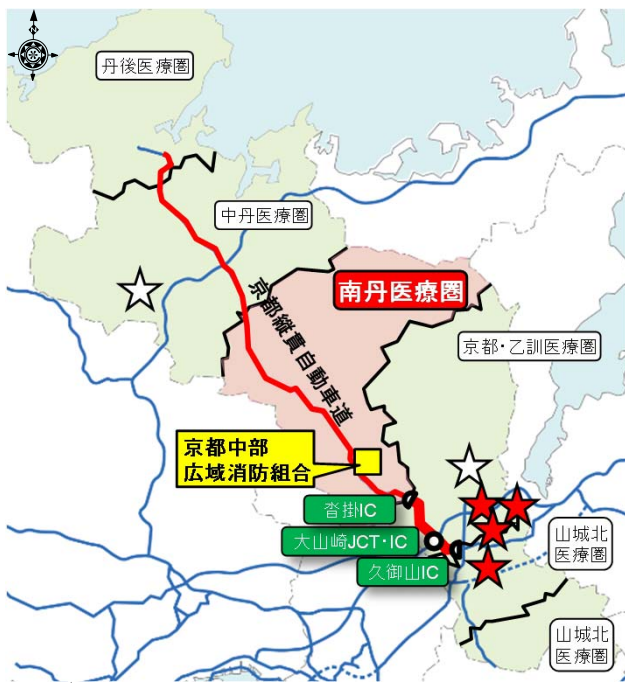 N
丹後医療圏
中丹医療圏
南丹医療圏
京都縦貫自動車道
京都・乙訓医療圏
京都中部
広域消防組合
沓掛IC
大山崎JCT・IC
久御山IC
山城北
医療圏
山城北
医療圏